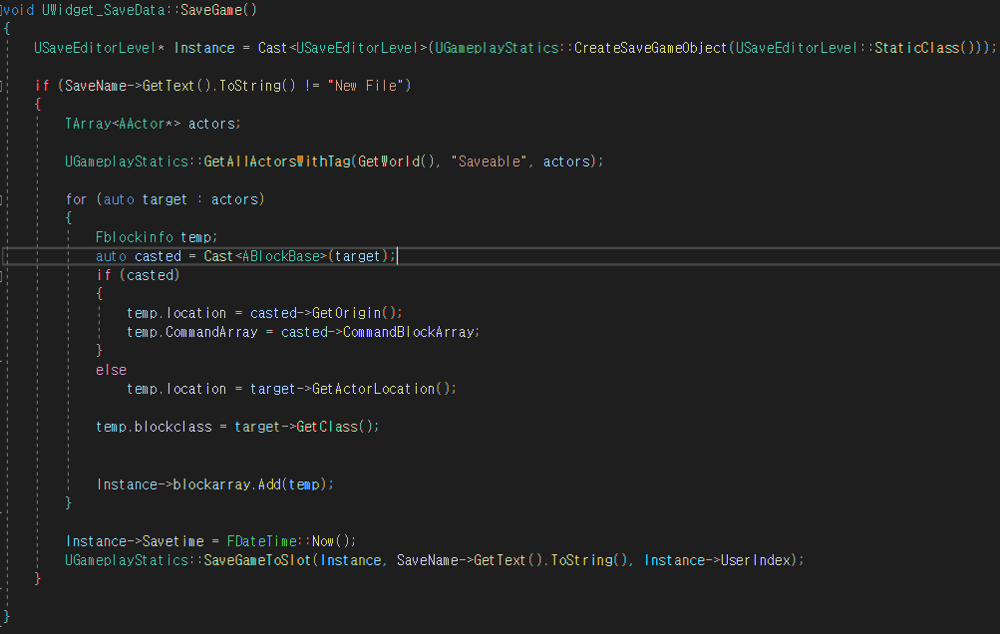 void UWidget_SaveData::SaveGame()
{
USaveEditorLevel* Instance = Cast<USaveEditorLevel>(UGameplayStatics::CreateSaveGameObject(USaveEditorLevel::StaticClass()));
if (SaveName->GetText().ToString() != "New File")
{
TArray<AActor*> actors;
UGameplayStatics::GetAllActorsWithTag(GetWorld(), "Saveable", actors);
for (auto target : actors)
{
Fblockinfo temp;
auto casted = Cast<ABlockBase>(target);
if (casted)
{
temp.location = casted->GetOrigin();
temp.CommandArray = casted->CommandBlockArray;
}
else
temp.location = target->GetActorLocation();
temp.blockclass = target->GetClass();
Instance->blockarray.Add(temp);
}
Instance->Savetime = FDateTime::Now();
UGameplayStatics::SaveGameToSlot(Instance, SaveName->GetText().ToString(), Instance->UserIndex);
}
}